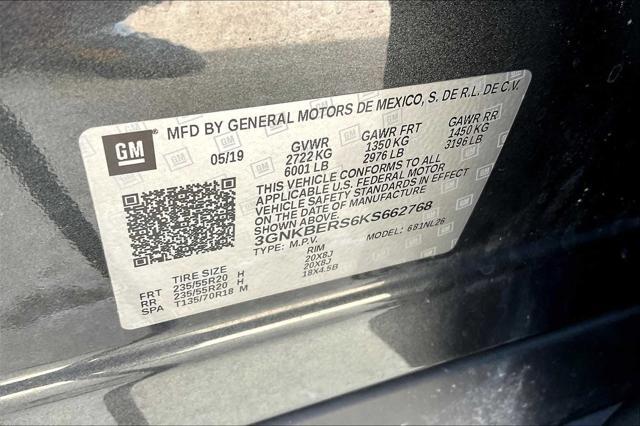 MFD BY GENERAL MOTORS DE MEXICO, S. DE R.L. DE C.V.
GM ®
05/19 GVWR GAWR FRT GAWR RR
2722 KG 1350 KG 1450 KG
6001 LB 2976 LB 3196 LB
THIS VEHICLE CONFORMS TO ALL
APPLICABLE U.S. FEDERAL MOTOR
VEHICLE SAFETY STANDARDS IN EFFECT
ON THE DATE OF MANUFACTURE
SHOWN ABOVE.
3GNKBERS6KS662768
TYPE: M.P.V. MODEL: 681NL26
TIRE SIZE RIM
FRT 235/55R20 H 20X8J
RR 235/55R20 H 20X8J
SPA T135/70R18 M 18X4.5B